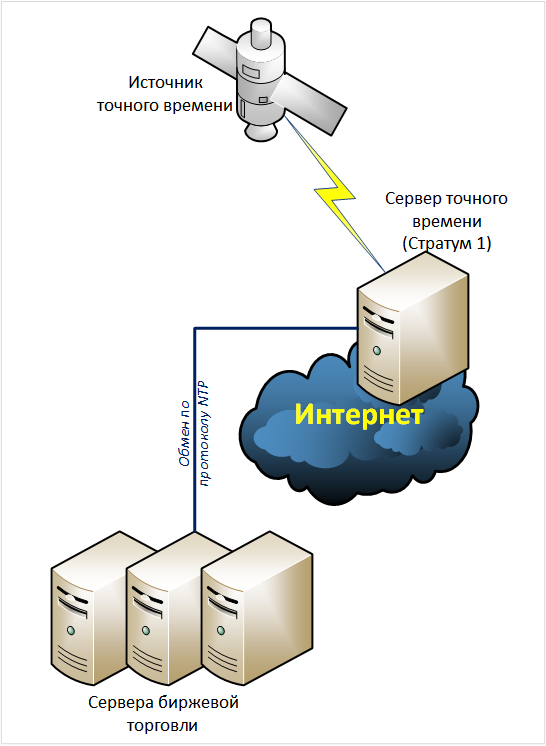 Источник
точного времени
Сервер точного
времени
(Стратум 1)
Интернет
Обмен по
протоколу NTP
Сервера биржевой
торговли